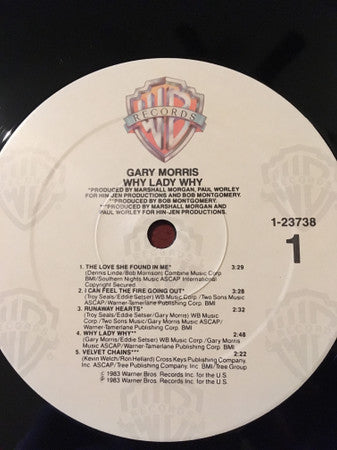 WB
RECORDS
GARY MORRIS
WHY LADY WHY
*PRODUCED BY MARSHALL MORGAN, PAUL WORLEY
FOR HIN-JEN PRODUCTIONS, AND BOB MONTGOMERY.
**PRODUCED BY BOB MONTGOMERY.
***PRODUCED BY MARSHALL MORGAN AND
PAUL WORLEY FOR HIN-JEN PRODUCTIONS.
1-23738
1
1. THE LOVE SHE FOUND IN ME* 3:29
(Dennis Linde/Bob Morrison) Combine Music Corp.
BMI/Southern Nights Music ASCAP International
Copyright Secured.
2. I CAN FEEL THE FIRE GOING OUT* 3:28
(Troy Seals/Eddie Setser) WB Music Corp./Two Sons Music
ASCAP/Warner-Tamerlane Publishing Corp. BMI
3. RUNAWAY HEARTS* 2:32
(Troy Seals/Eddie Setser/Gary Morris) WB Music
Corp./Two Sons Music/Gary Morris Music ASCAP/
Warner-Tamerlane Publishing Corp. BMI
4. WHY LADY WHY** 2:48
(Gary Morris/Eddie Setser) WB Music Corp./Gary Morris
Music ASCAP/Warner-Tamerlane Publishing Corp. BMI
5. VELVET CHAINS*** 2:22
(Kevin Welch/Ron Hellard) Cross Keys Publishing Company,
Inc. ASCAP/Tree Publishing Company, Inc. BMI/Tree Group
℗ 1983 Warner Bros. Records Inc. for the U.S.
© 1983 Warner Bros. Records Inc. for the U.S.